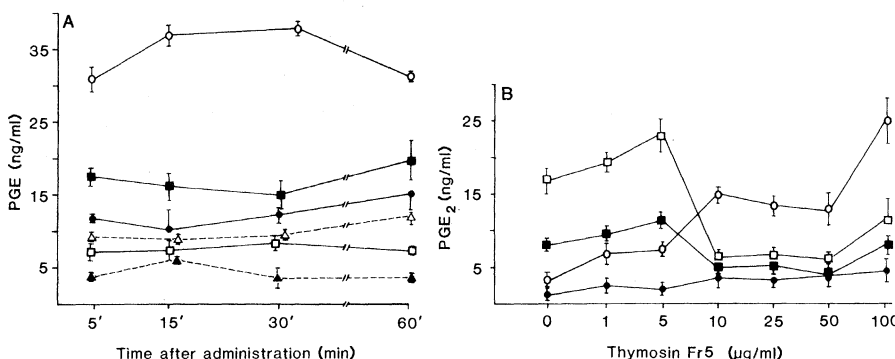 A
PGE (ng/ml)
35
25
15
5
5' 15' 30' 60'
Time after administration (min)
B
PGE2 (ng/ml)
25
15
5
0 1 5 10 25 50 100
Thymosin Fr5 (μg/ml)